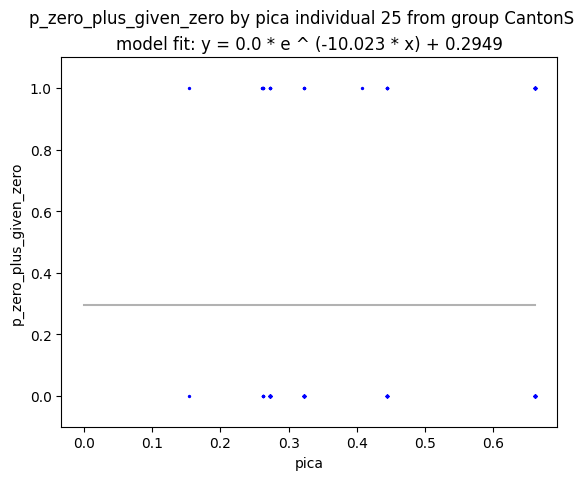 p_zero_plus_given_zero by pica individual 25 from group CantonS
model fit: y = 0.0 * e ^ (-10.023 * x) + 0.2949
p_zero_plus_given_zero
1.0
0.8
0.6
0.4
0.2
0.0
0.0 0.1 0.2 0.3 0.4 0.5 0.6
pica